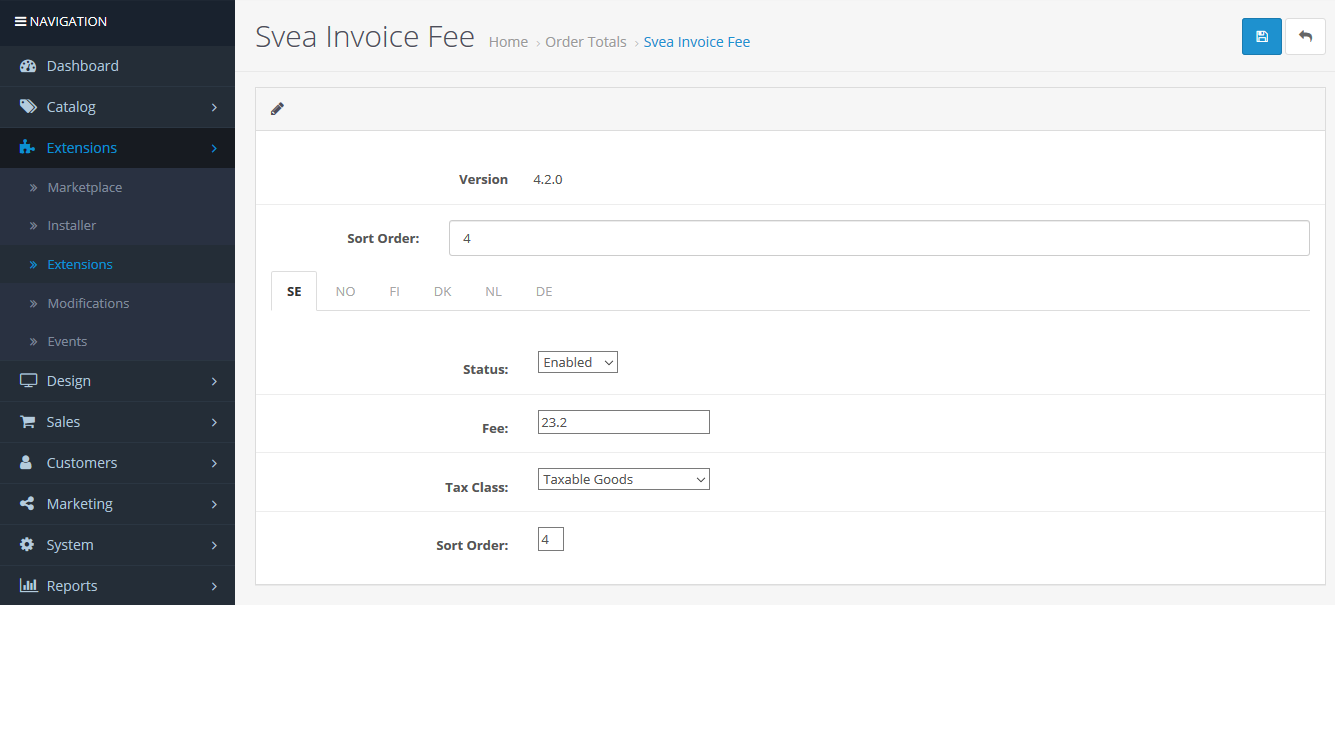 NAVIGATION
Dashboard
Catalog
Extensions
Marketplace
Installer
Extensions
Modifications
Events
Design
Sales
Customers
Marketing
System
Reports
Svea Invoice Fee Home › Order Totals › Svea Invoice Fee
Version 4.2.0
Sort Order: 4
SE NO FI DK NL DE
Status: Enabled
Fee: 23.2
Tax Class: Taxable Goods
Sort Order: 4